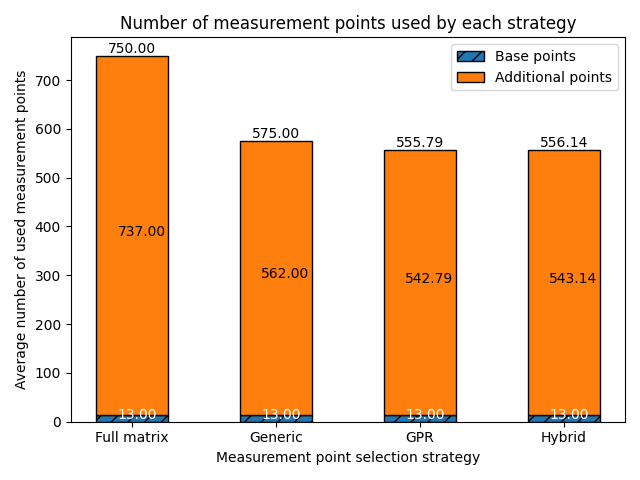 Number of measurement points used by each strategy
Base points
Additional points
Average number of used measurement points
700
600
500
400
300
200
100
0
750.00
575.00
555.79
556.14
737.00
562.00
542.79
543.14
13.00
13.00
13.00
13.00
Full matrix
Generic
GPR
Hybrid
Measurement point selection strategy